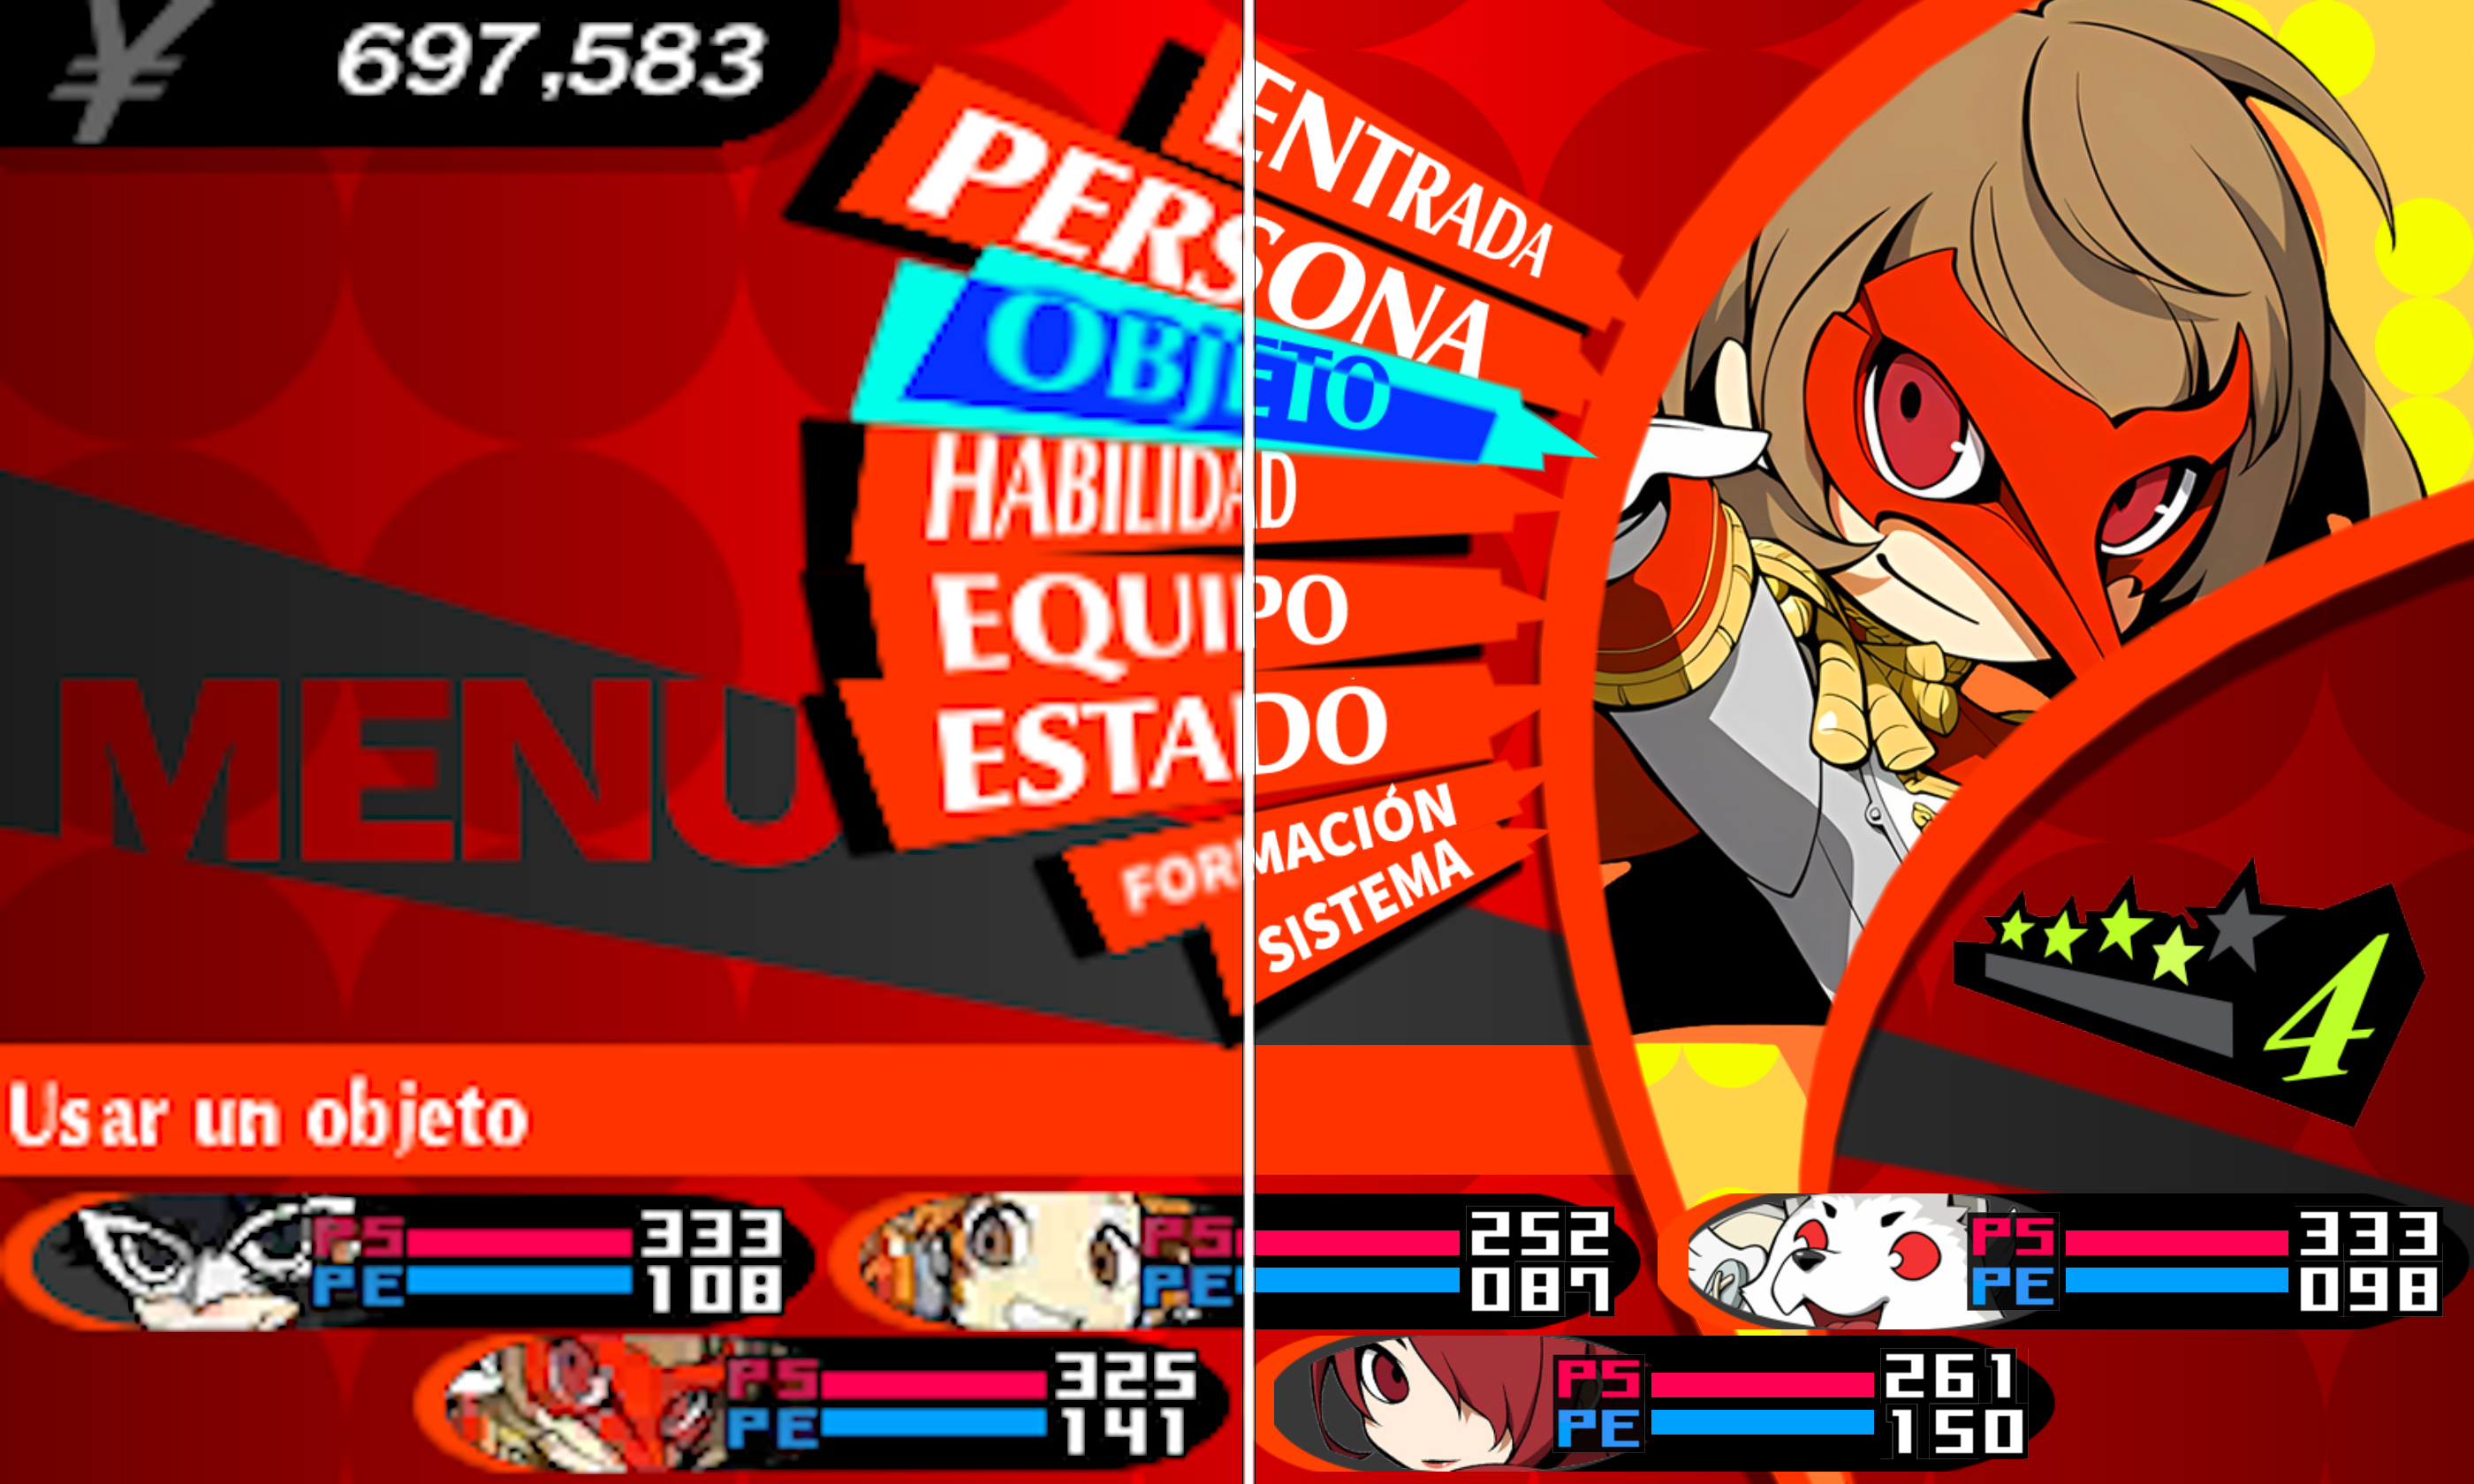 ¥ 697,583
ENTRADA
PERSONA
OBJETO
HABILIDAD
EQUIPO
ESTADO
FORMACIÓN
SISTEMA
MENU
4
Usar un objeto
PS 333
PE 108
PS 252
PE 087
PS 333
PE 098
PS 325
PE 141
PS 261
PE 150